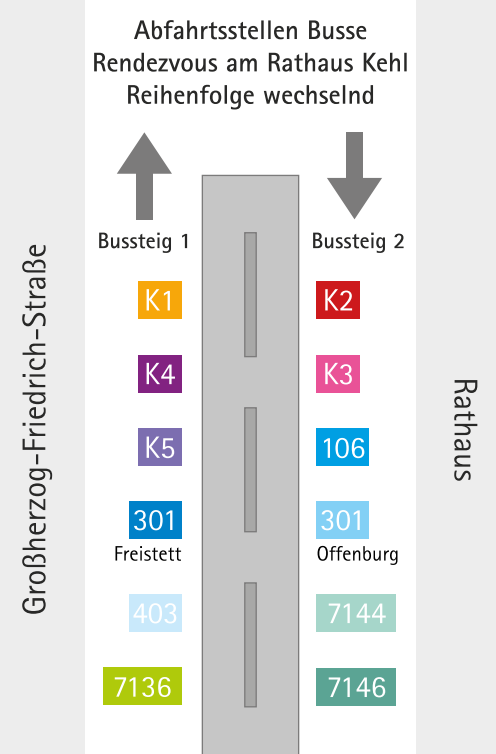 Abfahrtsstellen Busse
Rendezvous am Rathaus Kehl
Reihenfolge wechselnd
Großherzog-Friedrich-Straße
Bussteig 1
K1
K4
K5
301
Freistett
403
7136
Bussteig 2
K2
K3
106
301
Offenburg
7144
7146
Rathaus